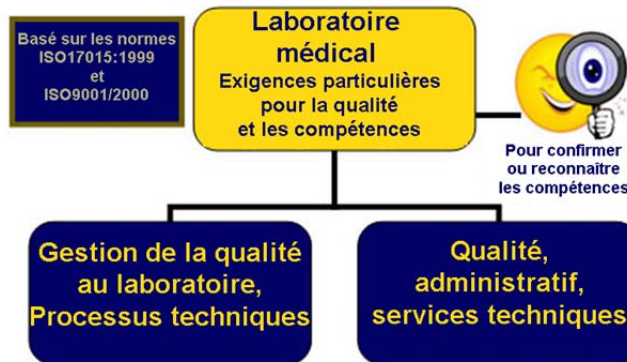 Basé sur les normes
ISO17015:1999
et
ISO9001/2000
Laboratoire
médical
Exigences particulières
pour la qualité
et les compétences
Pour confirmer
ou reconnaître
les compétences
Gestion de la qualité
au laboratoire,
Processus techniques
Qualité,
administratif,
services techniques